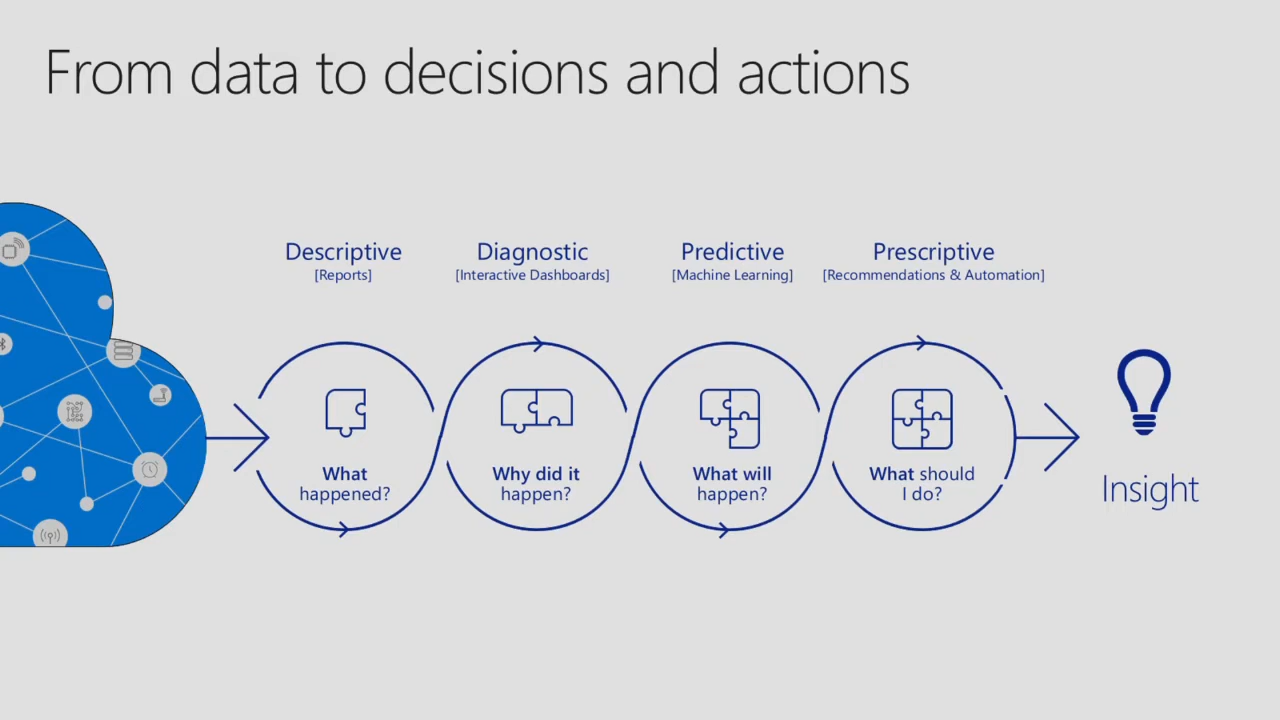 From data to decisions and actions
Descriptive
[Reports]
Diagnostic
[Interactive Dashboards]
Predictive
[Machine Learning]
Prescriptive
[Recommendations & Automation]
What
happened?
Why did it
happen?
What will
happen?
What should
I do?
Insight